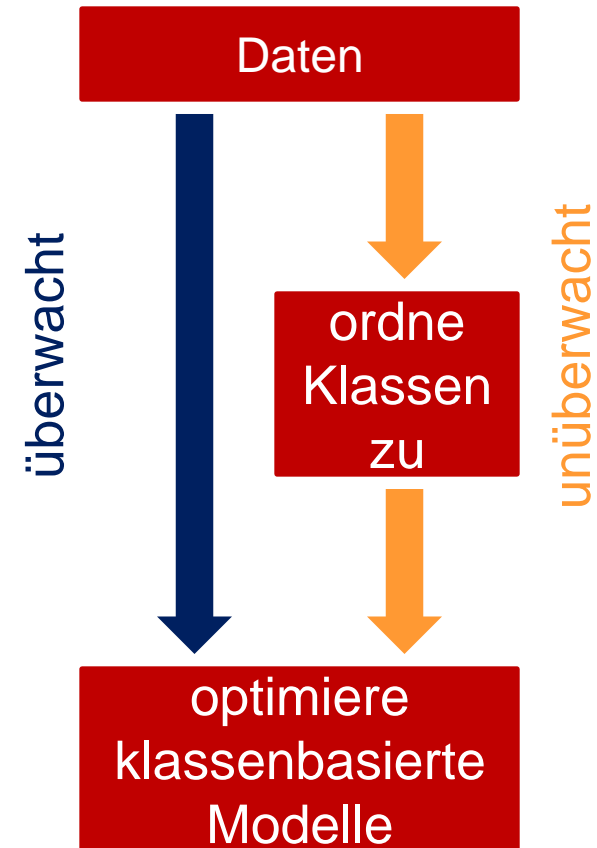 Daten
überwacht
unüberwacht
ordne
Klassen
zu
optimiere
klassenbasierte
Modelle